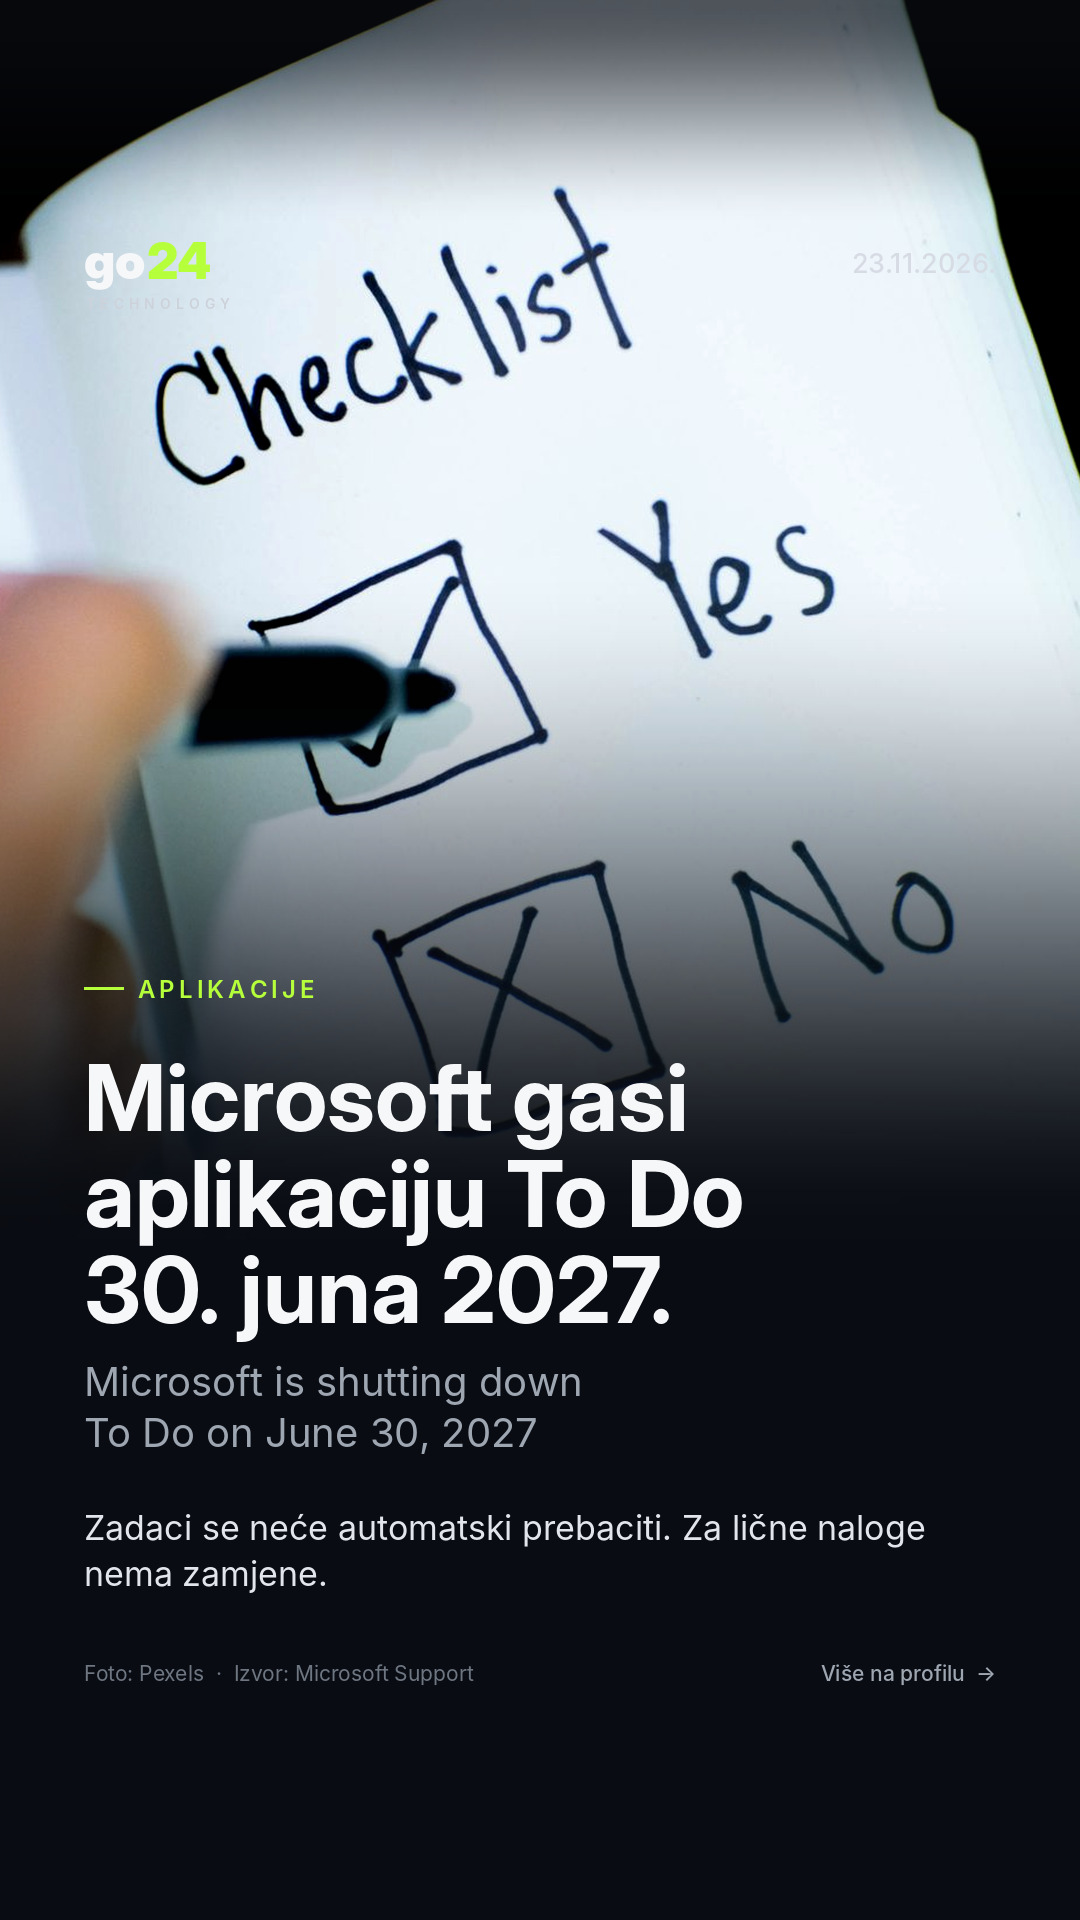 go24
23.11.2026.
CHNOLOGY
Checklist
Yes
No
APLIKACIJE
Microsoft gasi
aplikaciju To Do
30. juna 2027.
Microsoft is shutting down
To Do on June 30, 2027
Zadaci se neće automatski prebaciti. Za lične naloge
nema zamjene.
Foto: Pexels · Izvor: Microsoft Support
Više na profilu →